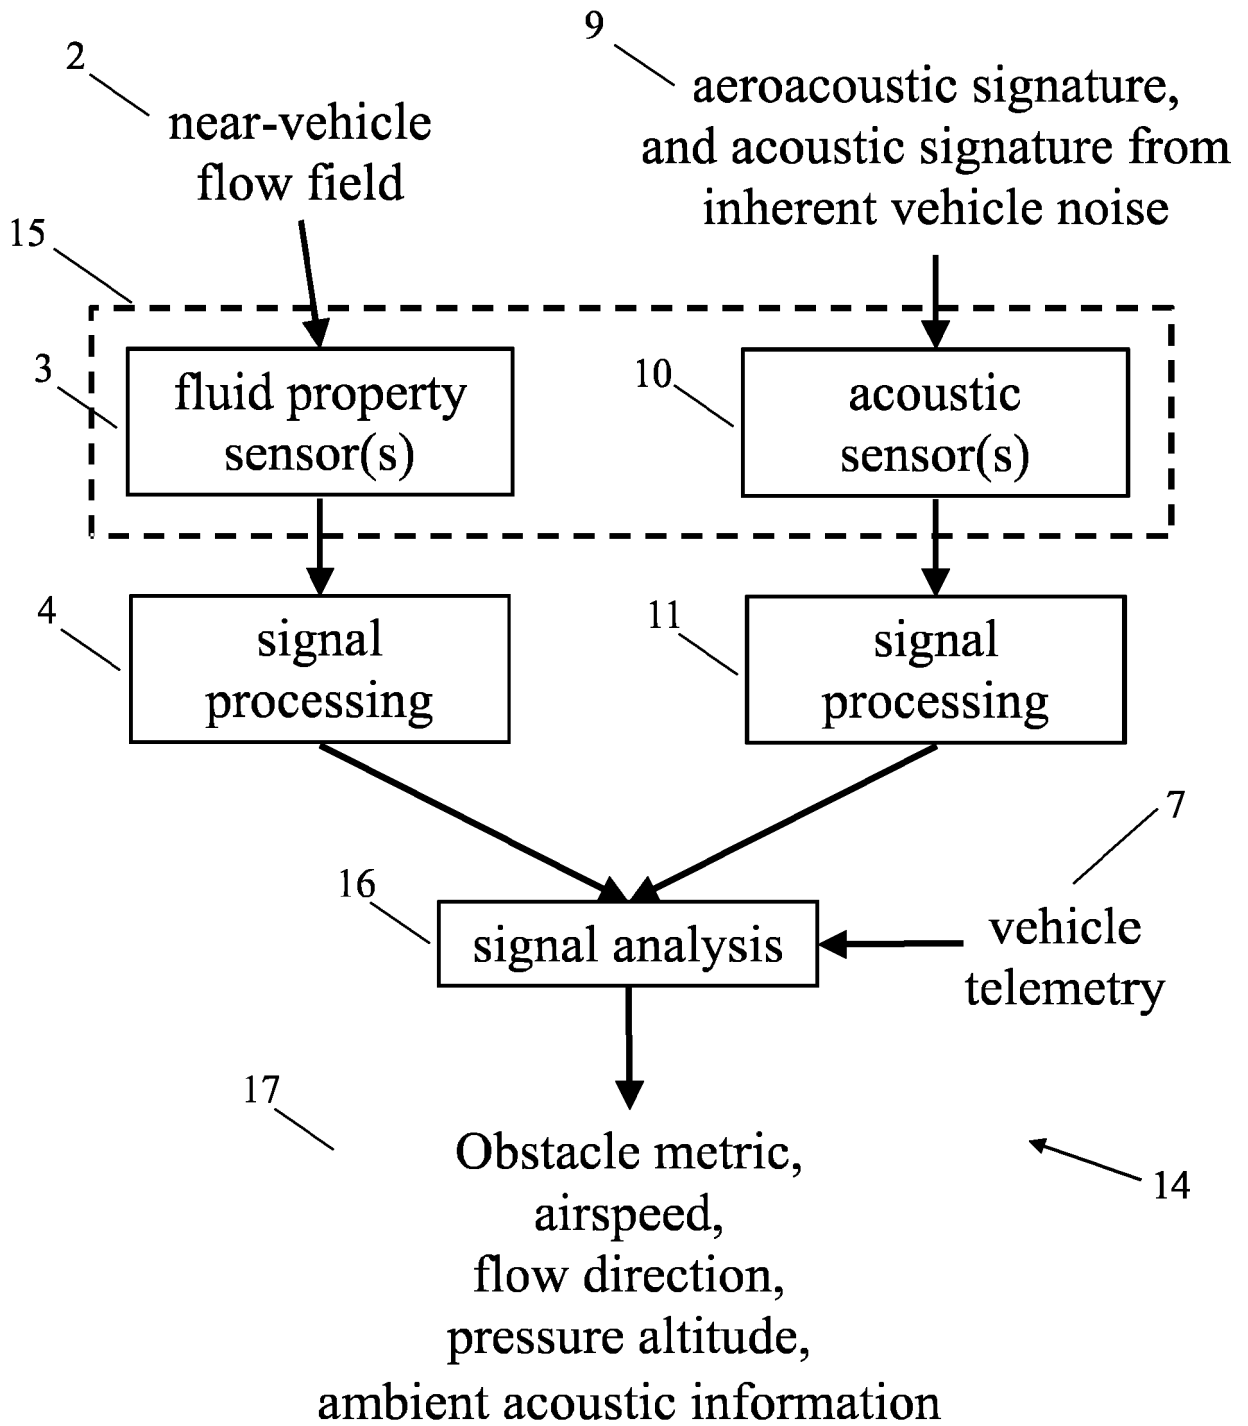 2
9
near-vehicle
flow field
aeroacoustic signature,
and acoustic signature from
inherent vehicle noise
15
3
fluid property
sensor(s)
10
acoustic
sensor(s)
4
signal
processing
11
signal
processing
7
16
signal analysis
vehicle
telemetry
17
Obstacle metric,
airspeed,
flow direction,
pressure altitude,
ambient acoustic information
14